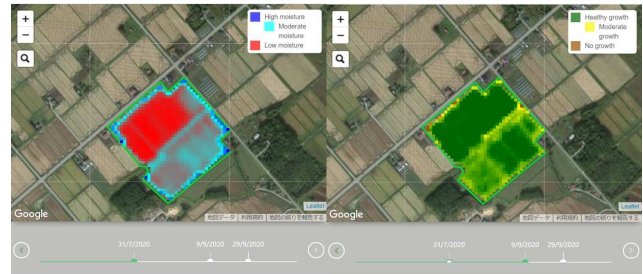 +
−
High moisture
Moderate
moisture
Low moisture
Leaflet
Google
地図データ
利用規約
地図の誤りを報告する
31/7/2020
9/9/2020
29/9/2020
+
−
Healthy growth
Moderate
growth
No growth
Leaflet
Google
地図データ
利用規約
地図の誤りを報告する
31/7/2020
9/9/2020
29/9/2020